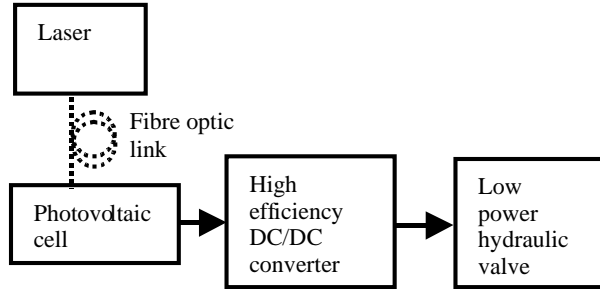 Laser
Fibre optic
link
Photovoltaic
cell
High
efficiency
DC/DC
converter
Low
power
hydraulic
valve